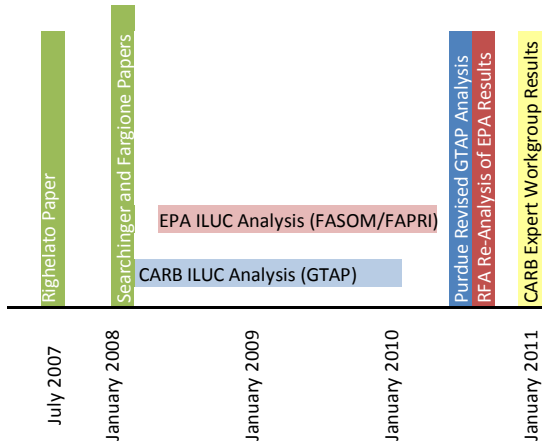 Righelato Paper
Searchinger and Fargione Papers
EPA ILUC Analysis (FASOM/FAPRI)
CARB ILUC Analysis (GTAP)
Purdue Revised GTAP Analysis
RFA Re-Analysis of EPA Results
CARB Expert Workgroup Results
July 2007
January 2008
January 2009
January 2010
January 2011